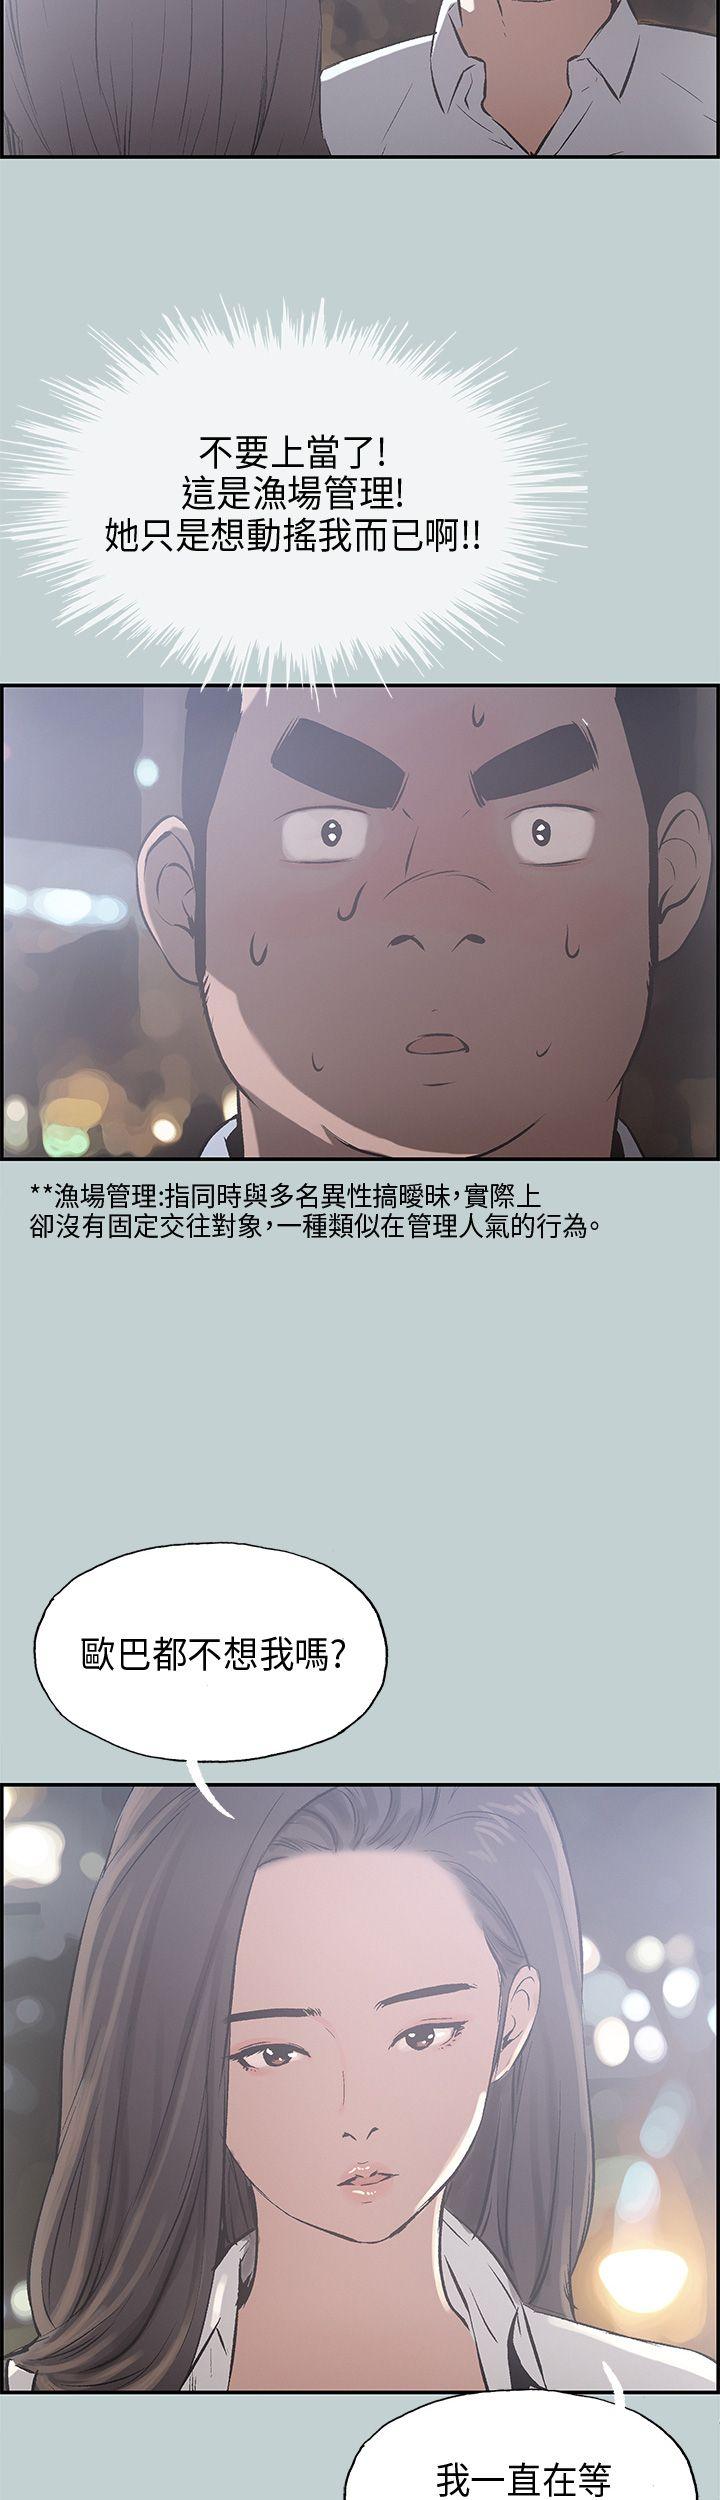 不要上當了!
這是漁場管理!
她只是想動搖我而已啊!!
**漁場管理:指同時與多名異性搞曖昧,實際上
卻沒有固定交往對象,一種類似在管理人氣的行為。
歐巴都不想我嗎?
我一直在等